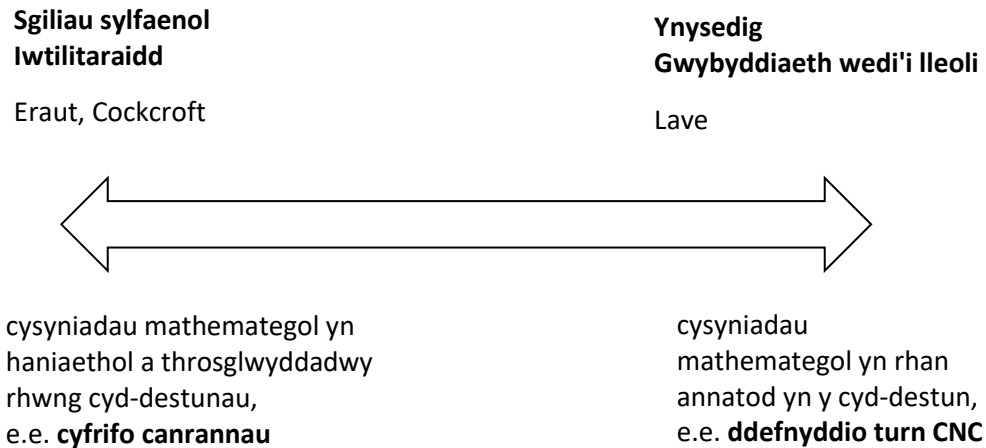 Sgiliau sylfaenol
Iwtilitaraidd
Eraut, Cockcroft
Ynysedig
Gwybyddiaeth wedi'i lleoli
Lave
cysyniadau mathemategol yn
haniaethol a throsglwyddadwy
rhwng cyd-destunau,
e.e. cyfrifo canrannau
cysyniadau
mathemategol yn rhan
annatod yn y cyd-destun,
e.e. ddefnyddio turn CNC